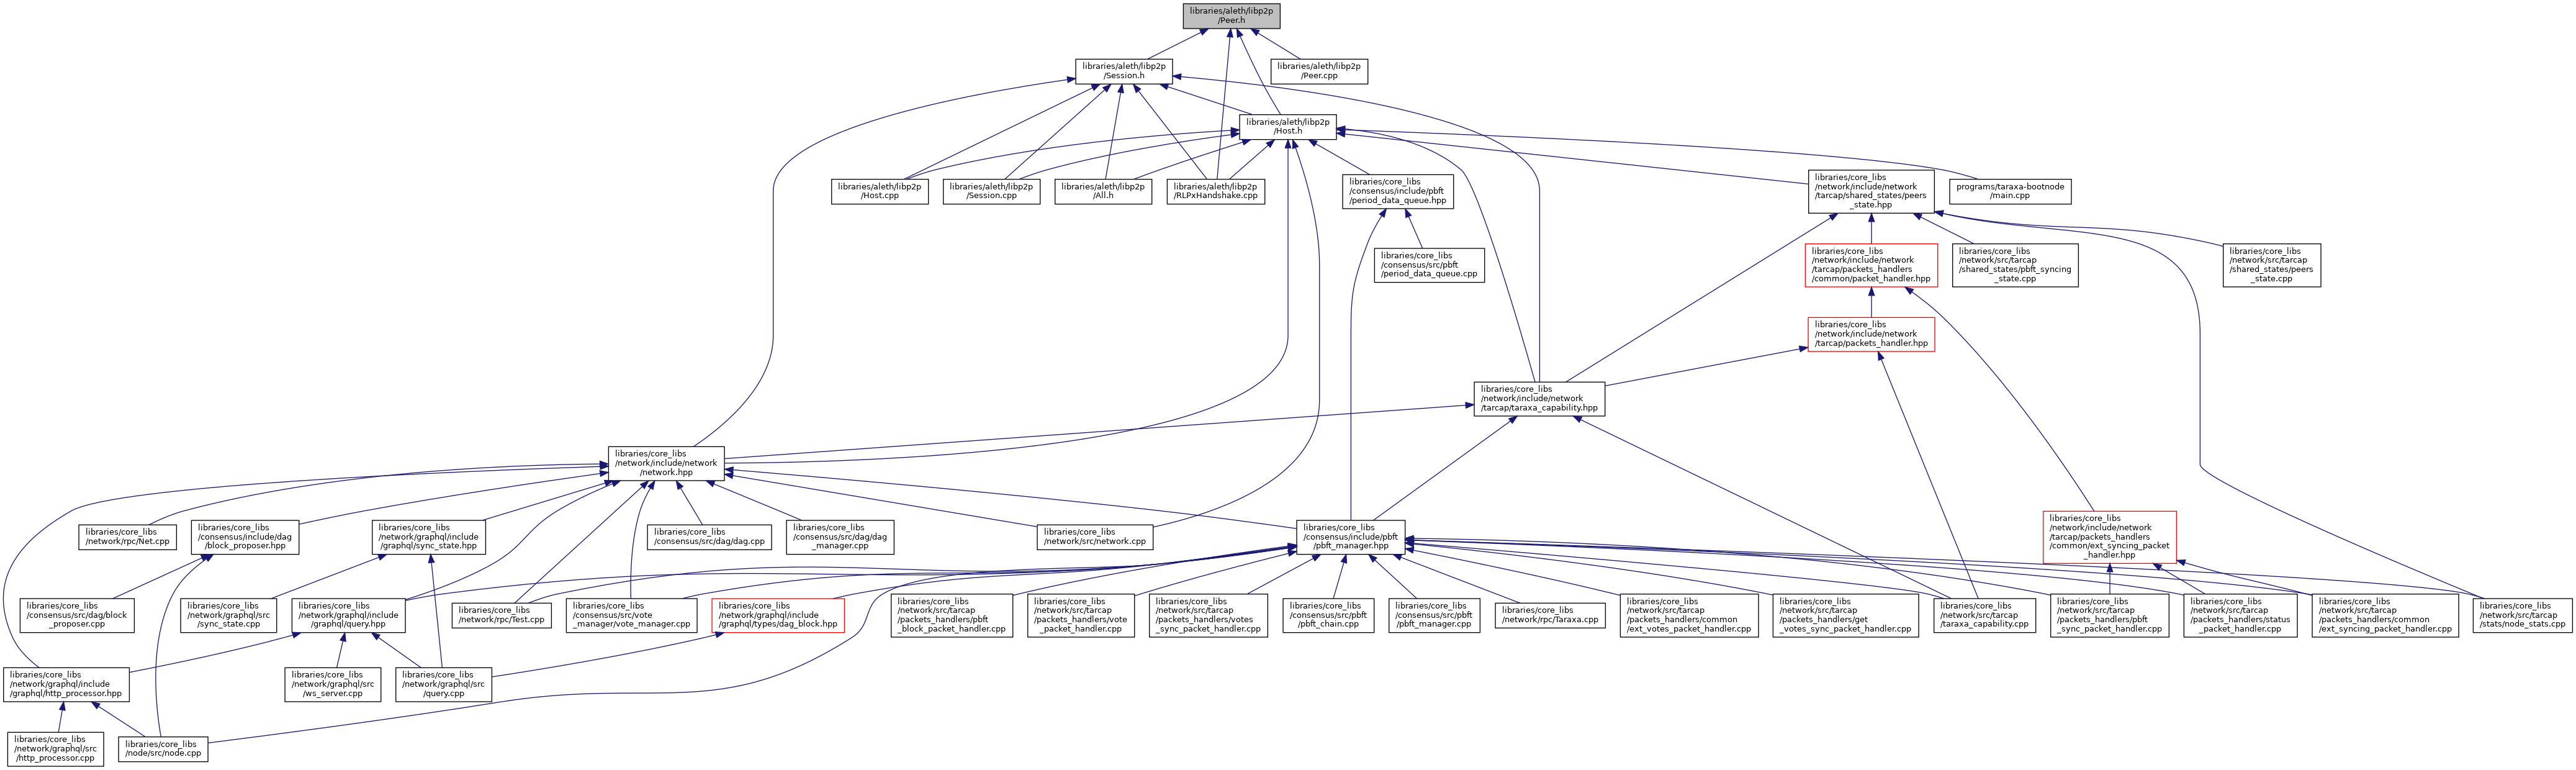 libraries/aleth/libp2p
/Peer.h
libraries/aleth/libp2p
/Session.h
libraries/aleth/libp2p
/Peer.cpp
libraries/aleth/libp2p
/Host.h
libraries/aleth/libp2p
/Host.cpp
libraries/aleth/libp2p
/Session.cpp
libraries/aleth/libp2p
/All.h
libraries/aleth/libp2p
/RLPxHandshake.cpp
libraries/core_libs
/consensus/include/pbft
/period_data_queue.hpp
libraries/core_libs
/network/include/network
/tarcap/shared_states/peers
_state.hpp
programs/taraxa-bootnode
/main.cpp
libraries/core_libs
/consensus/src/pbft
/period_data_queue.cpp
libraries/core_libs
/network/include/network
/tarcap/packets_handlers
/common/packet_handler.hpp
libraries/core_libs
/network/src/tarcap
/shared_states/pbft_syncing
_state.cpp
libraries/core_libs
/network/src/tarcap
/shared_states/peers
_state.cpp
libraries/core_libs
/network/include/network
/tarcap/packets_handler.hpp
libraries/core_libs
/network/include/network
/tarcap/taraxa_capability.hpp
libraries/core_libs
/network/include/network
/network.hpp
libraries/core_libs
/network/rpc/Net.cpp
libraries/core_libs
/consensus/include/dag
/block_proposer.hpp
libraries/core_libs
/network/graphql/include
/graphql/sync_state.hpp
libraries/core_libs
/consensus/src/dag/dag.cpp
libraries/core_libs
/consensus/src/dag/dag
_manager.cpp
libraries/core_libs
/network/src/network.cpp
libraries/core_libs
/consensus/include/pbft
/pbft_manager.hpp
libraries/core_libs
/network/include/network
/tarcap/packets_handlers
/common/ext_syncing_packet
_handler.hpp
libraries/core_libs
/consensus/src/dag/block
_proposer.cpp
libraries/core_libs
/network/graphql/src
/sync_state.cpp
libraries/core_libs
/network/graphql/include
/graphql/query.hpp
libraries/core_libs
/network/rpc/Test.cpp
libraries/core_libs
/consensus/src/vote
_manager/vote_manager.cpp
libraries/core_libs
/network/graphql/include
/graphql/types/dag_block.hpp
libraries/core_libs
/network/src/tarcap
/packets_handlers/pbft
_block_packet_handler.cpp
libraries/core_libs
/network/src/tarcap
/packets_handlers/vote
_packet_handler.cpp
libraries/core_libs
/network/src/tarcap
/packets_handlers/votes
_sync_packet_handler.cpp
libraries/core_libs
/consensus/src/pbft
/pbft_chain.cpp
libraries/core_libs
/consensus/src/pbft
/pbft_manager.cpp
libraries/core_libs
/network/rpc/Taraxa.cpp
libraries/core_libs
/network/src/tarcap
/packets_handlers/common
/ext_votes_packet_handler.cpp
libraries/core_libs
/network/src/tarcap
/packets_handlers/get
_votes_sync_packet_handler.cpp
libraries/core_libs
/network/src/tarcap
/taraxa_capability.cpp
libraries/core_libs
/network/src/tarcap
/packets_handlers/pbft
_sync_packet_handler.cpp
libraries/core_libs
/network/src/tarcap
/packets_handlers/status
_packet_handler.cpp
libraries/core_libs
/network/src/tarcap
/packets_handlers/common
/ext_syncing_packet_handler.cpp
libraries/core_libs
/network/src/tarcap
/stats/node_stats.cpp
libraries/core_libs
/network/graphql/include
/graphql/http_processor.hpp
libraries/core_libs
/network/graphql/src
/ws_server.cpp
libraries/core_libs
/network/graphql/src
/query.cpp
libraries/core_libs
/network/graphql/src
/http_processor.cpp
libraries/core_libs
/node/src/node.cpp